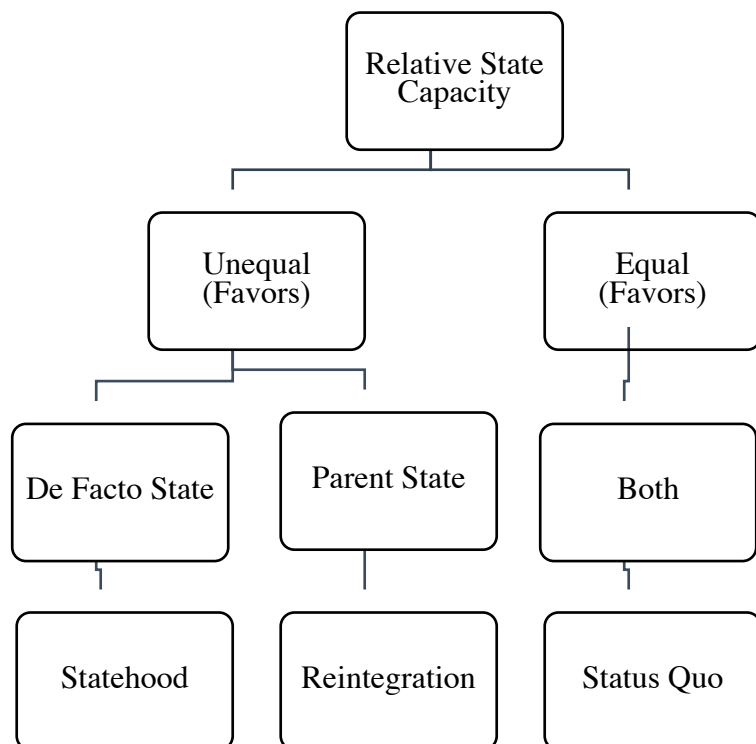 Relative State
Capacity
Unequal
(Favors)
Equal
(Favors)
De Facto State
Parent State
Both
Statehood
Reintegration
Status Quo